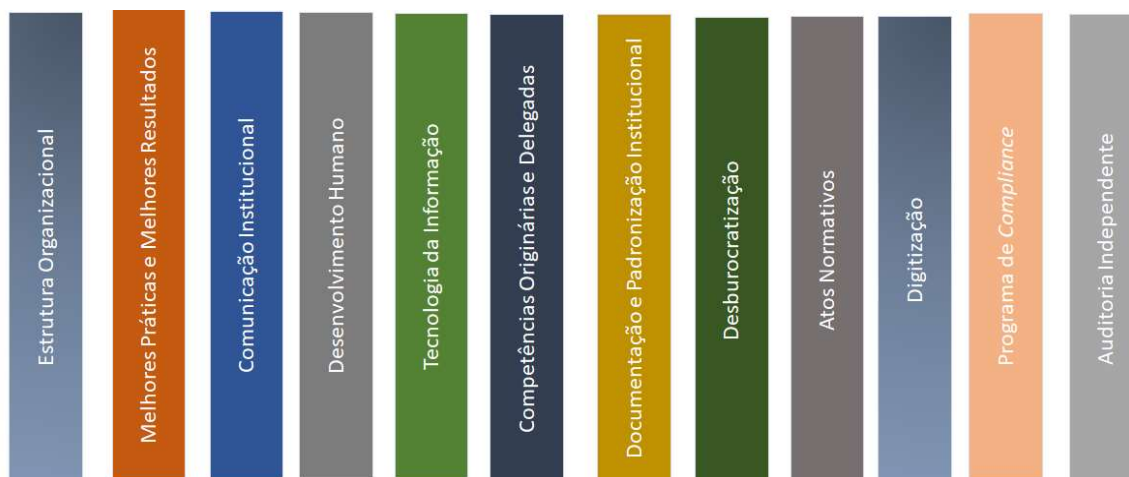 Estrutura Organizacional
Melhores Práticas e Melhores Resultados
Comunicação Institucional
Desenvolvimento Humano
Tecnologia da Informação
Competências Origináriase Delegadas
Documentação e Padronização Institucional
Desburocratização
Atos Normativos
Digitização
Programa de Compliance
Auditoria Independente